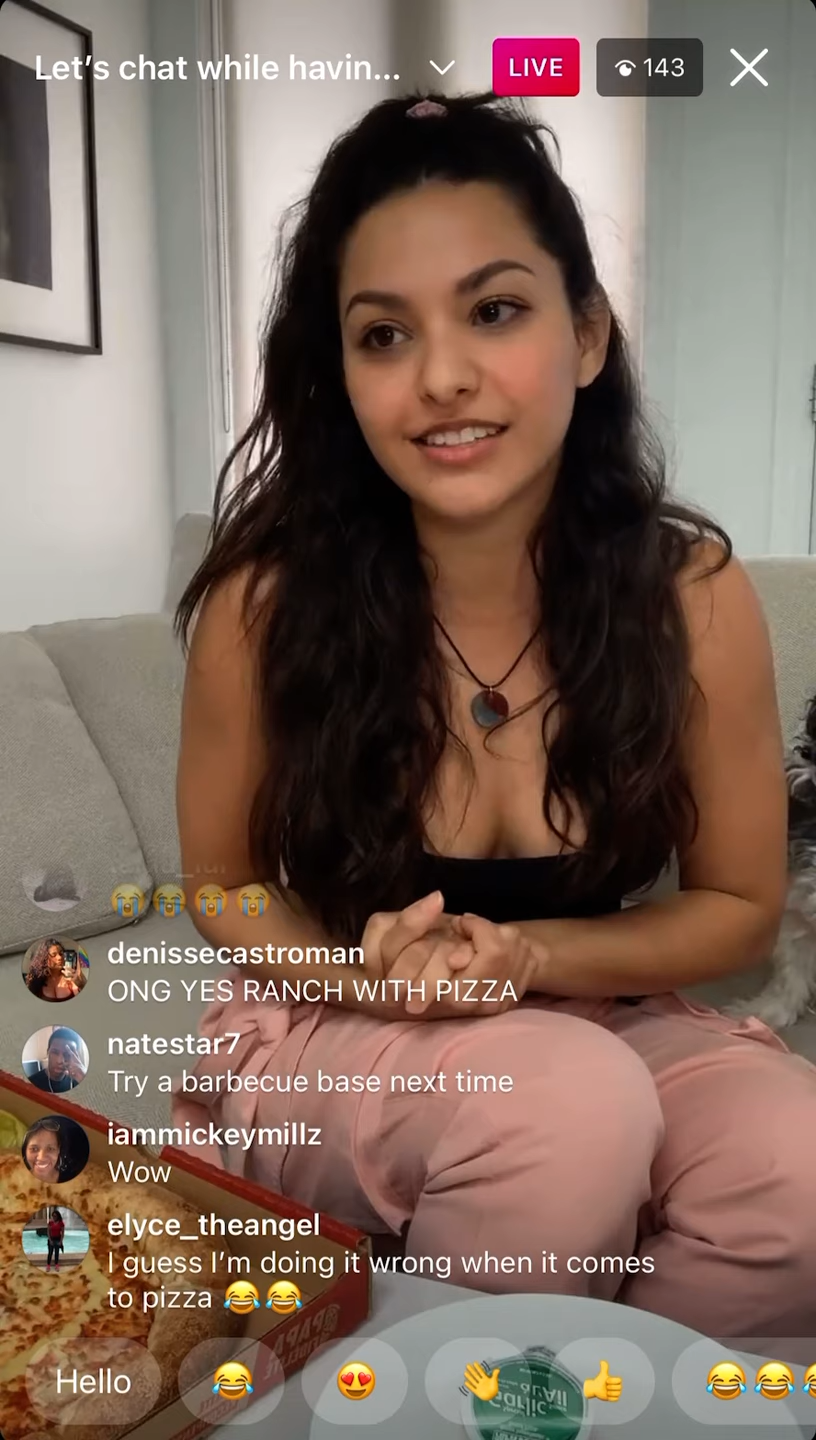 Let’s chat while havin...
LIVE
143
😭😭😭😭
denissecastroman
ONG YES RANCH WITH PIZZA
natestar7
Try a barbecue base next time
iammickeymillz
Wow
elyce_theangel
I guess I’m doing it wrong when it comes
to pizza 😂😂
Hello
😂
😍
👋
👍
😂😂
Garlic